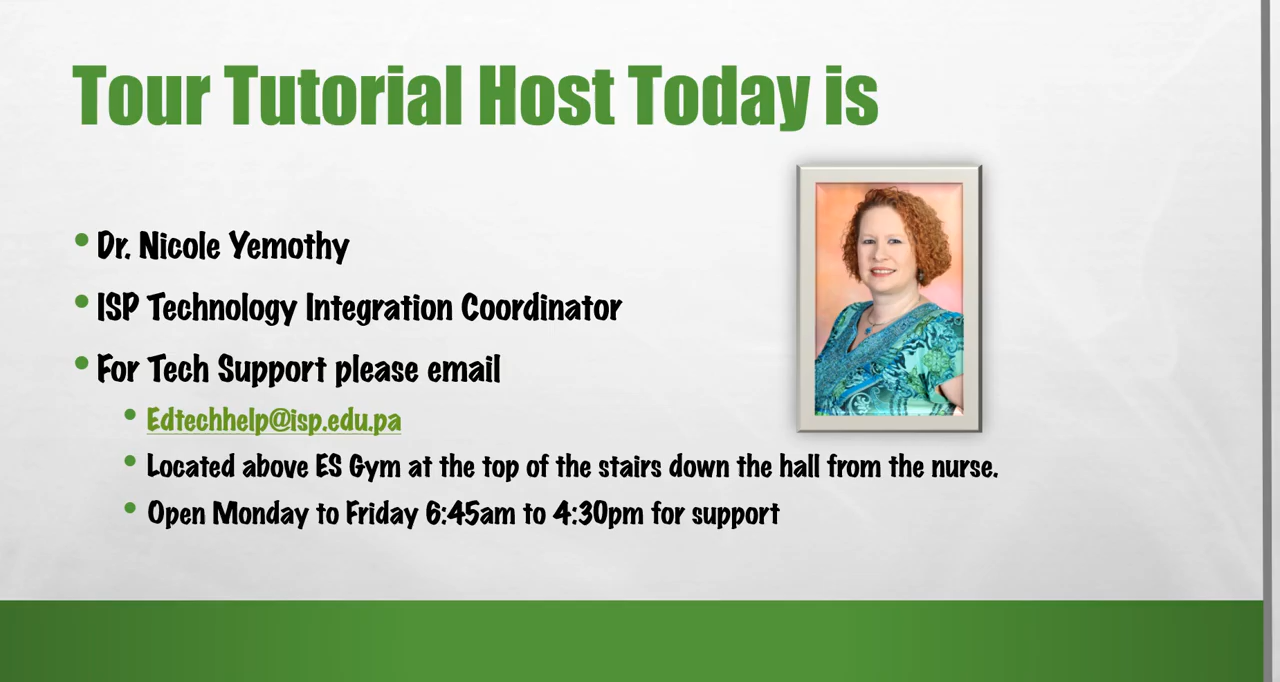 Tour Tutorial Host Today is
Dr. Nicole Yemothy
ISP Technology Integration Coordinator
For Tech Support please email
Edtechhelp@isp.edu.pa
Located above ES Gym at the top of the stairs down the hall from the nurse.
Open Monday to Friday 6:45am to 4:30pm for support